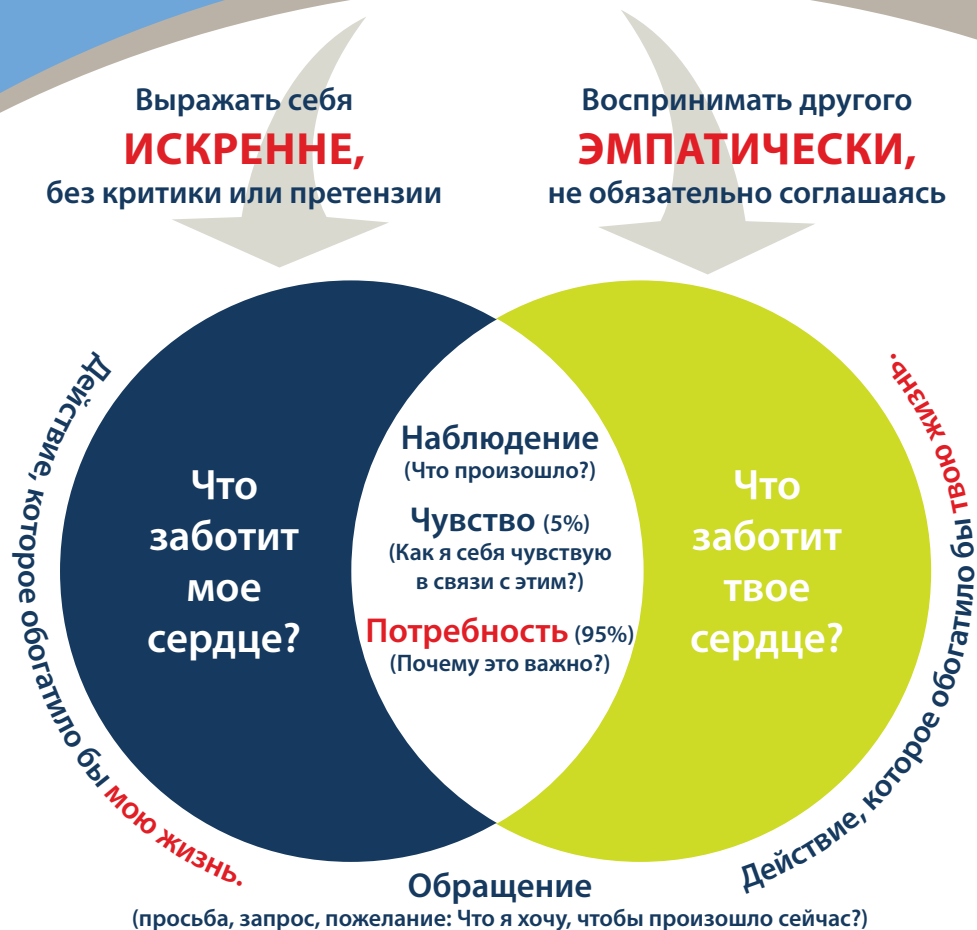 Выражать себя
ИСКРЕННЕ,
без критики или претензии
Воспринимать другого
ЭМПАТИЧЕСКИ,
не обязательно соглашаясь
Действие, которое обогатило бы мою жизнь.
Что
заботит
мое
сердце?
Наблюдение
(Что произошло?)
Чувство (5%)
(Как я себя чувствую
в связи с этим?)
Потребность (95%)
(Почему это важно?)
Что
заботит
твое
сердце?
Действие, которое обогатило бы твою жизнь.
Обращение
(просьба, запрос, пожелание: Что я хочу, чтобы произошло сейчас?)